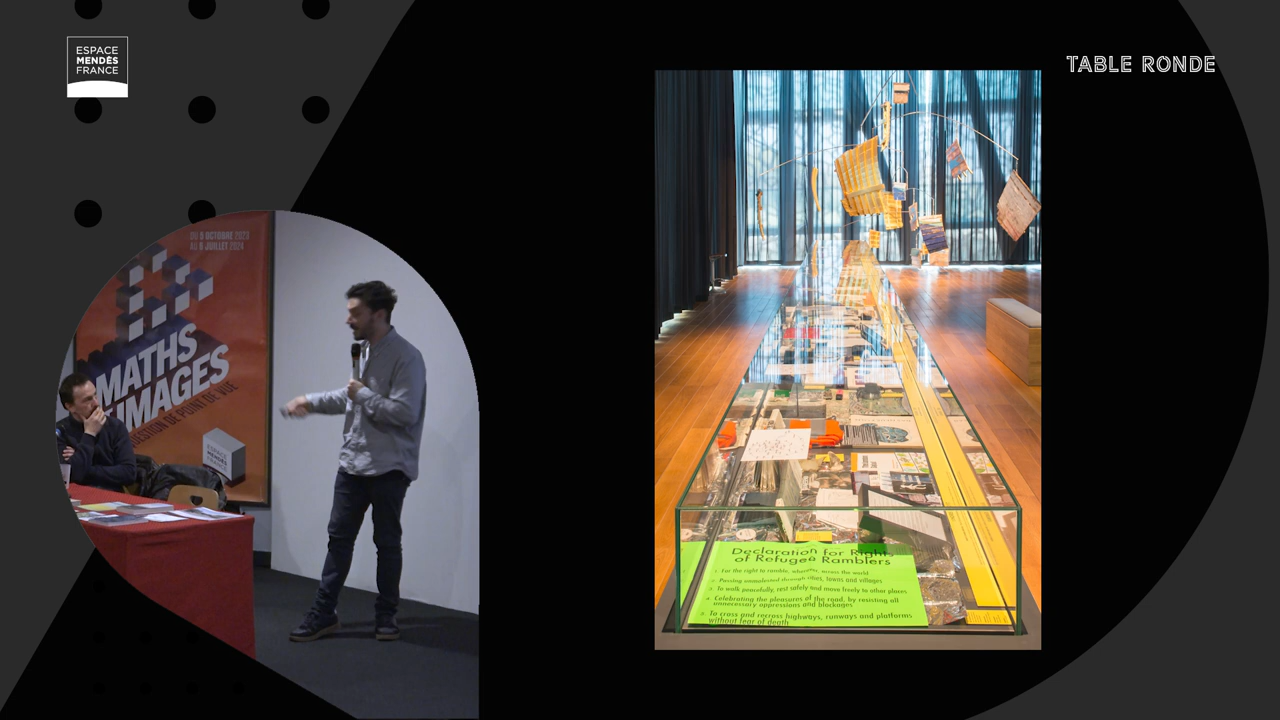 ESPACE
MENDÈS
FRANCE
TABLE RONDE
DU 9 OCTOBRE 2023
AU 6 JUILLET 2024
MATHS
IMAGES
QUESTION DE POINT DE VUE
ESPACE
MENDÈS
FRANCE
Declaration for Rights
of Refugee Ramblers
1. For the right to ramble, wherever, across the world
2. Passing unmolested through cities, towns and villages
3. To walk peacefully, rest safely and move freely to other places
4. Celebrating the pleasures of the road, by resisting all
unnecessary oppressions and blockages
5. To cross and recross highways, runways and platforms
without fear of death